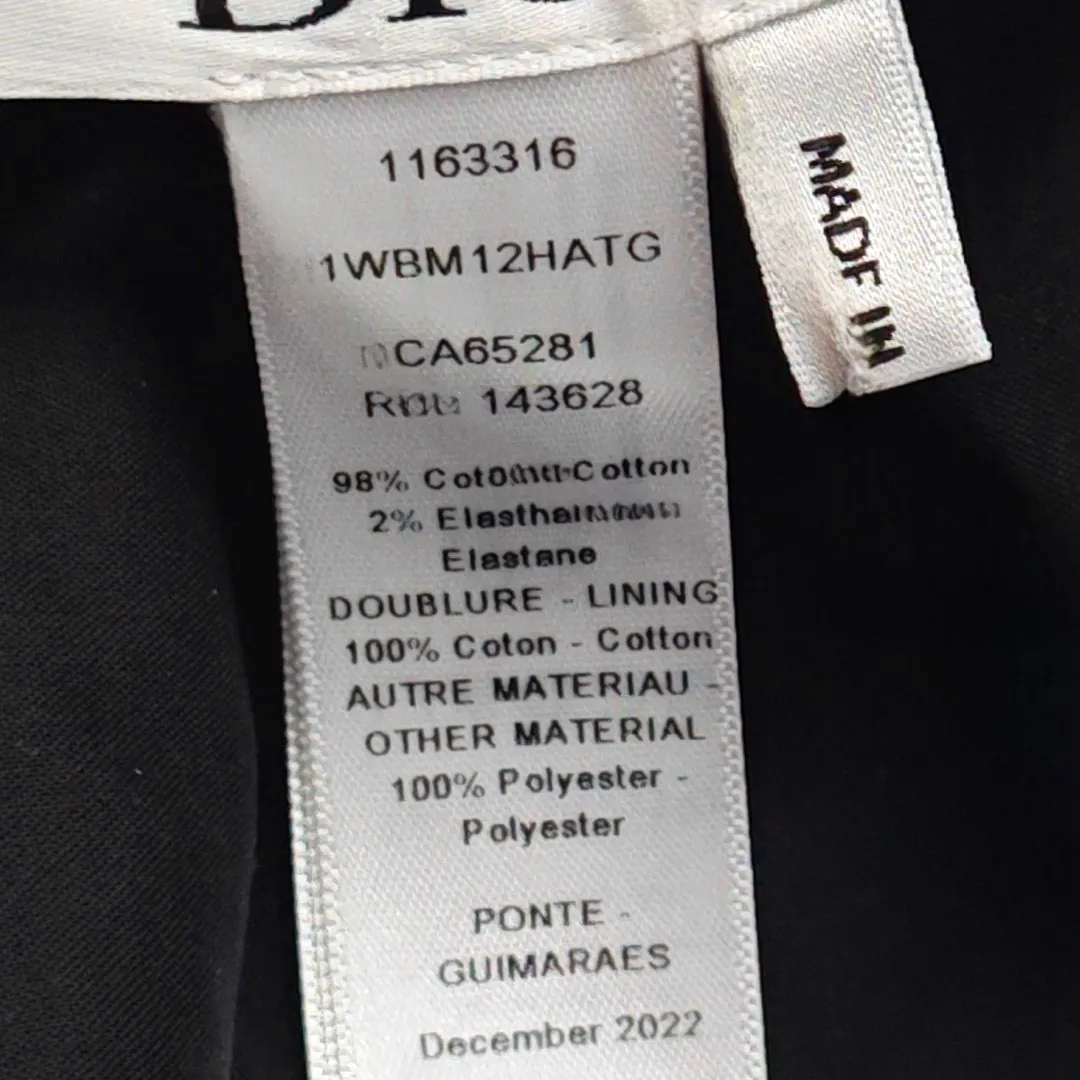 1163316
1WBM12HATG
CA65281
143628
98% Cotton
2%
Elastane
DOUBLURE - LINING
100% Coton - Cotton
AUTRE MATERIAU -
OTHER MATERIAL
100% Polyester -
Polyester
PONTE -
GUIMARAES
December 2022
MADE IN